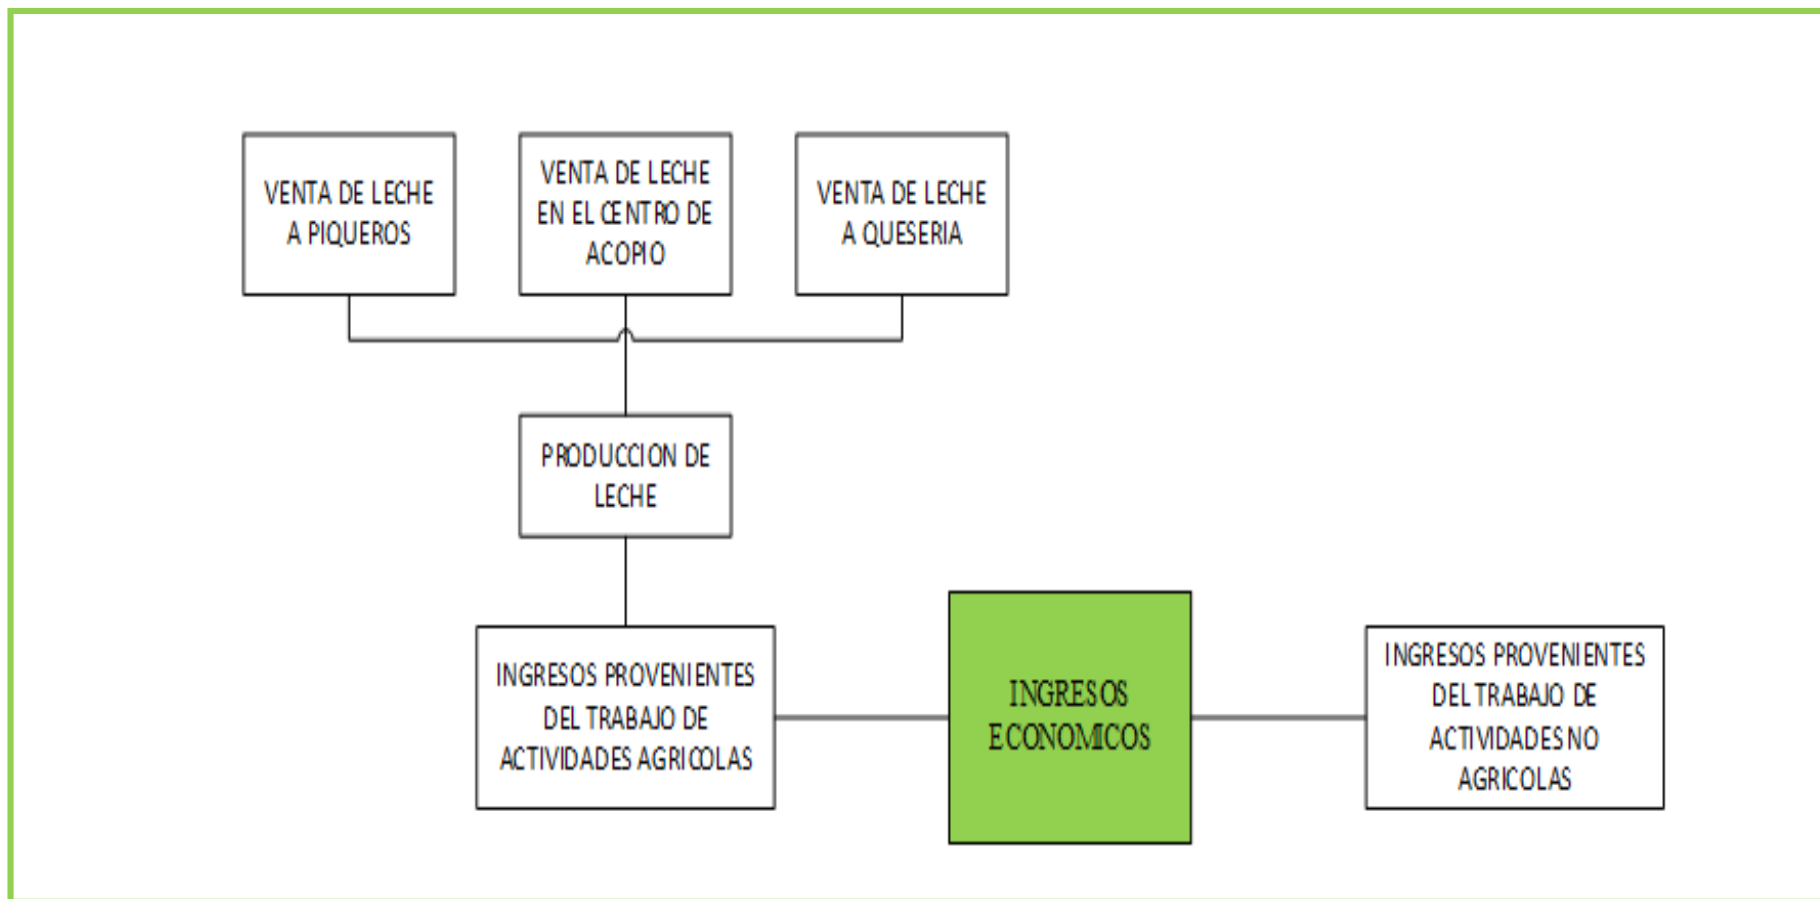 VENTA DE LECHE
A PIQUEROS
VENTA DE LECHE
EN EL CENTRO DE
ACOPIO
VENTA DE LECHE
A QUESERIA
PRODUCCION DE
LECHE
INGRESOS PROVENIENTES
DEL TRABAJO DE
ACTIVIDADES AGRICOLAS
INGRESOS
ECONOMICOS
INGRESOS PROVENIENTES
DEL TRABAJO DE
ACTIVIDADES NO
AGRICOLAS